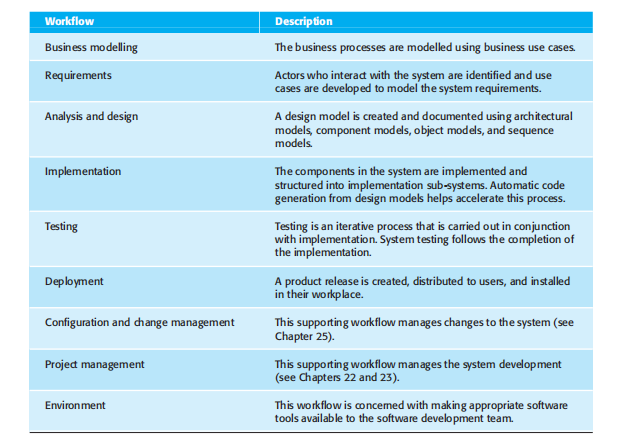 Workflow Description
Business modelling The business processes are modelled using business use cases.
Requirements Actors who interact with the system are identified and use
cases are developed to model the system requirements.
Analysis and design A design model is created and documented using architectural
models, component models, object models, and sequence
models.
Implementation The components in the system are implemented and
structured into implementation sub-systems. Automatic code
generation from design models helps accelerate this process.
Testing Testing is an iterative process that is carried out in conjunction
with implementation. System testing follows the completion of
the implementation.
Deployment A product release is created, distributed to users, and installed
in their workplace.
Configuration and change management This supporting workflow manages changes to the system (see
Chapter 25).
Project management This supporting workflow manages the system development
(see Chapters 22 and 23).
Environment This workflow is concerned with making appropriate software
tools available to the software development team.